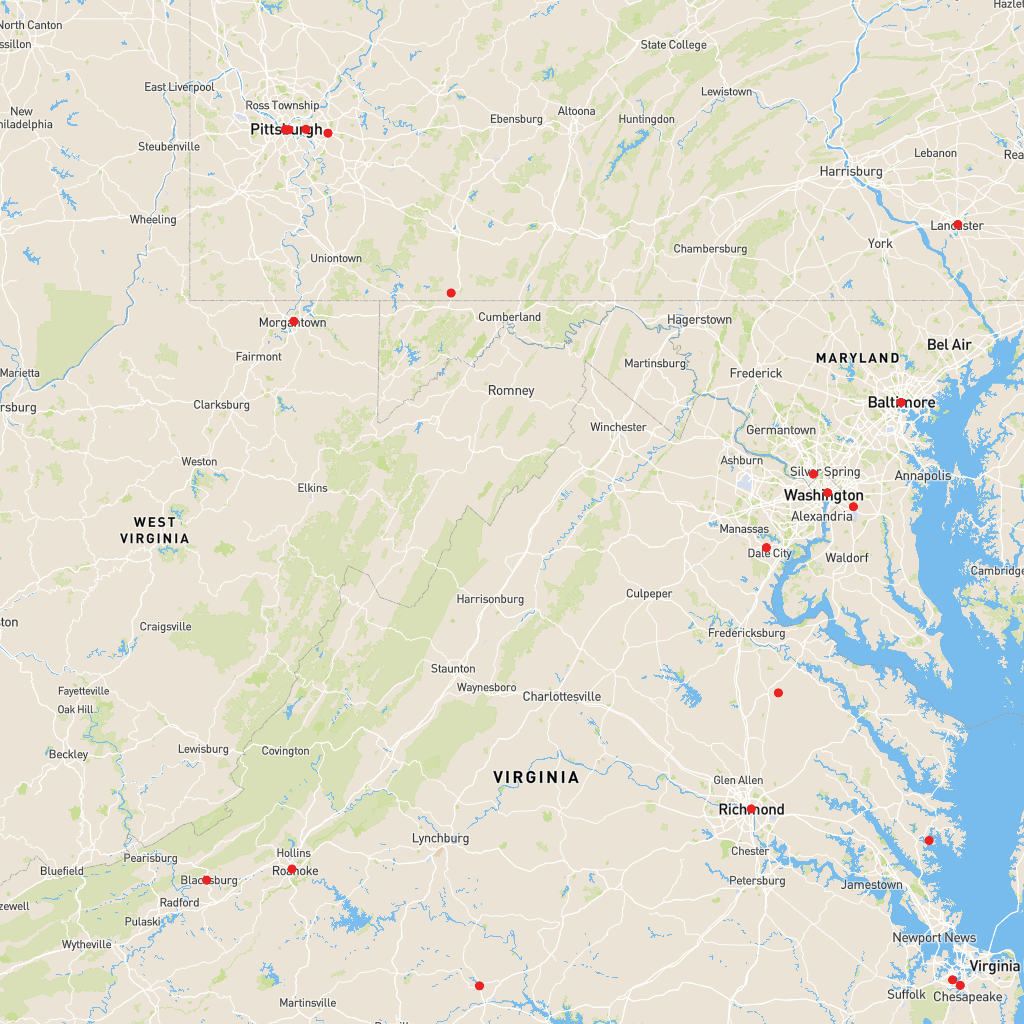 North Canton
State College
Hazlet
ssillon
East Liverpool
Lewistown
Ross Township
New
Philadelphia
Altoona
Ebensburg
Huntingdon
Pittsburgh
Steubenville
Lebanon
Rea
Harrisburg
Wheeling
Lancaster
York
Chambersburg
Uniontown
Cumberland
Hagerstown
Morgantown
Bel Air
Fairmont
MARYLAND
Martinsburg
Marietta
Frederick
Romney
ersburg
Clarksburg
Baltimore
Winchester
Germantown
Weston
Ashburn
Silver Spring
Annapolis
Elkins
Washington
Alexandria
WEST
VIRGINIA
Manassas
Dale City
Waldorf
Cambridge
Harrisonburg
Culpeper
ston
Craigsville
Fredericksburg
Staunton
Fayetteville
Waynesboro
Charlottesville
Oak Hill
Lewisburg
Covington
Beckley
VIRGINIA
Glen Allen
Richmond
Lynchburg
Hollins
Chester
Pearisburg
Bluefield
Roanoke
Blacksburg
Petersburg
Jamestown
Radford
zewell
Pulaski
Newport News
Wytheville
Virginia
Suffolk
Chesapeake
Martinsville